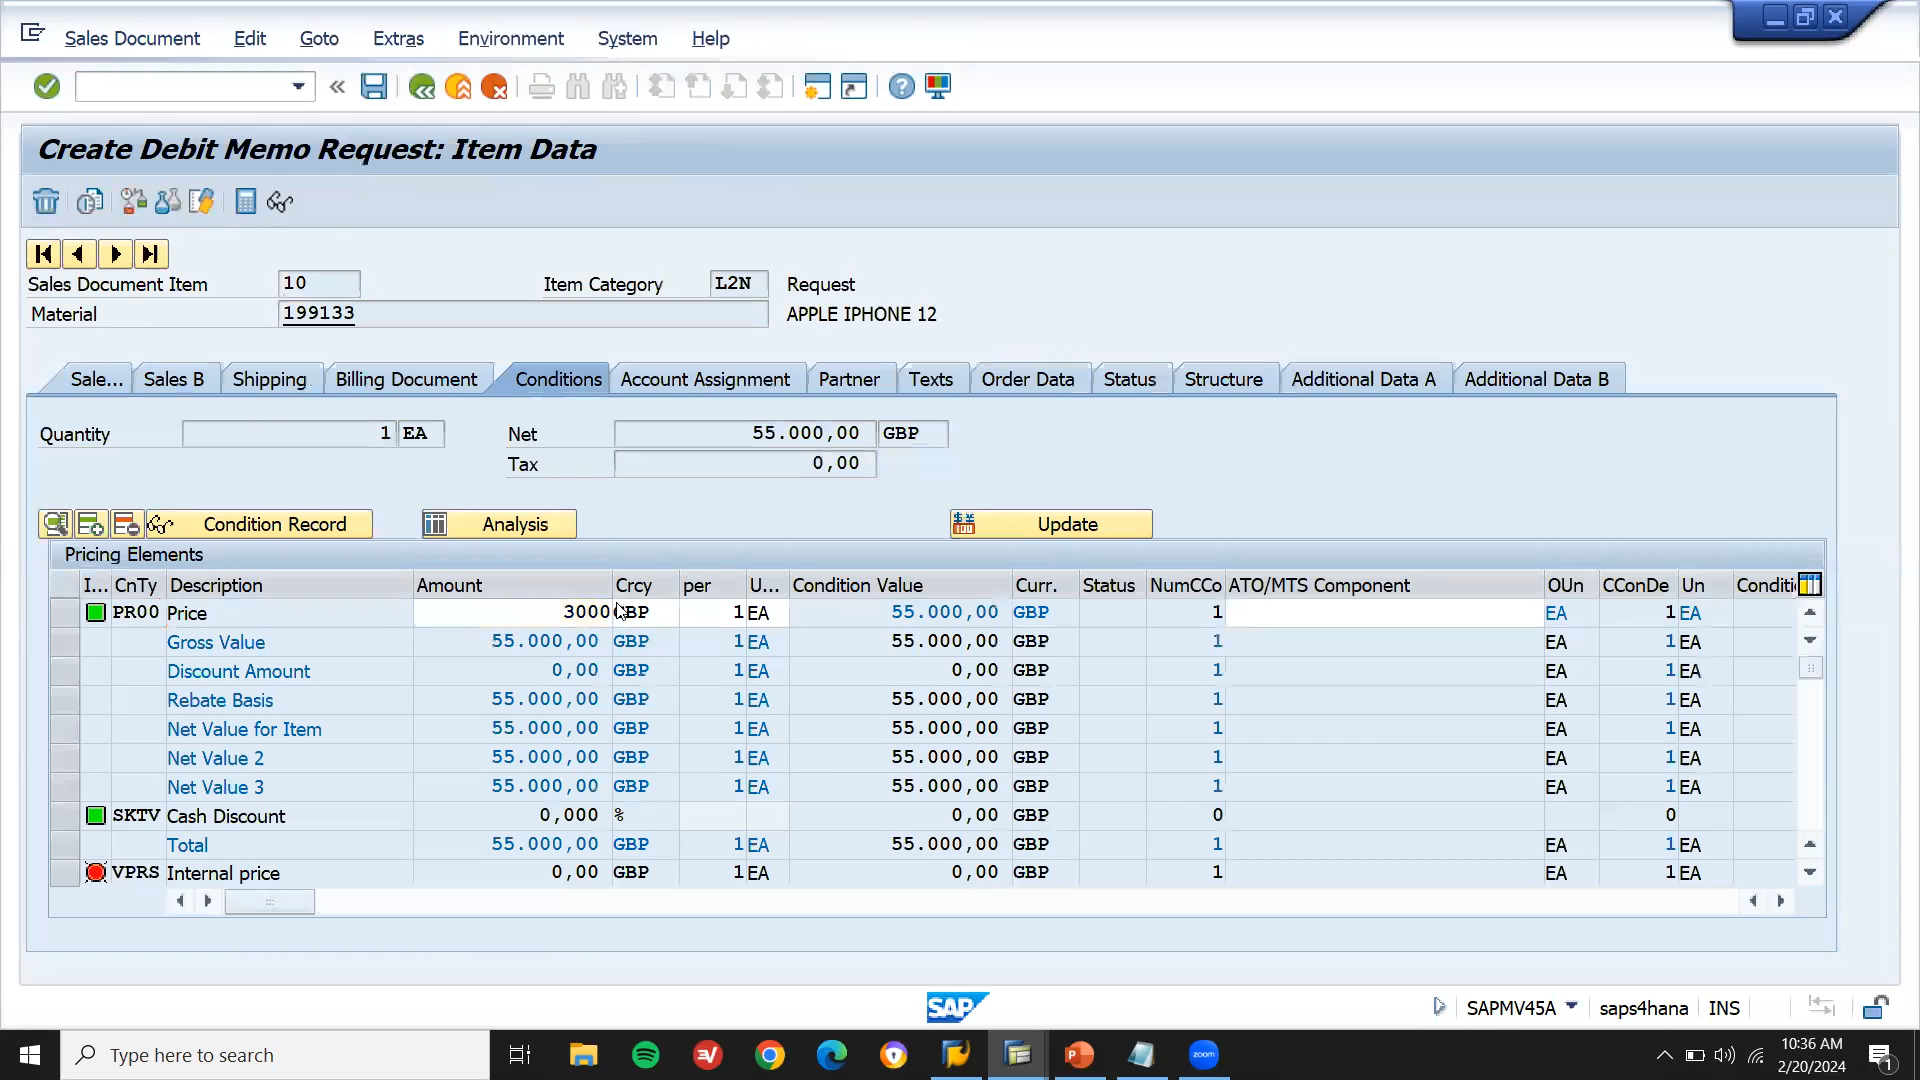 Sales Document Edit Goto Extras Environment System Help
Create Debit Memo Request: Item Data
Sales Document Item 10 Item Category L2N Request
Material 199133 APPLE IPHONE 12
Sale... Sales B Shipping Billing Document Conditions Account Assignment Partner Texts Order Data Status Structure Additional Data A Additional Data B
Quantity 1 EA Net 55.000,00 GBP
Tax 0,00
Condition Record Analysis Update
Pricing Elements
I... CnTy Description Amount Crcy per U... Condition Value Curr. Status NumCCo ATO/MTS Component OUn CConDe Un Conditi
PR00 Price 3000 GBP 1 EA 55.000,00 GBP 1 EA 1 EA
Gross Value 55.000,00 GBP 1 EA 55.000,00 GBP 1 EA 1 EA
Discount Amount 0,00 GBP 1 EA 0,00 GBP 1 EA 1 EA
Rebate Basis 55.000,00 GBP 1 EA 55.000,00 GBP 1 EA 1 EA
Net Value for Item 55.000,00 GBP 1 EA 55.000,00 GBP 1 EA 1 EA
Net Value 2 55.000,00 GBP 1 EA 55.000,00 GBP 1 EA 1 EA
Net Value 3 55.000,00 GBP 1 EA 55.000,00 GBP 1 EA 1 EA
SKTV Cash Discount 0,000 % 0,00 GBP 0 0
Total 55.000,00 GBP 1 EA 55.000,00 GBP 1 EA 1 EA
VPRS Internal price 0,00 GBP 1 EA 0,00 GBP 1 EA 1 EA
SAP SAPMV45A saps4hana INS
Type here to search zoom 10:36 AM
2/20/2024 1